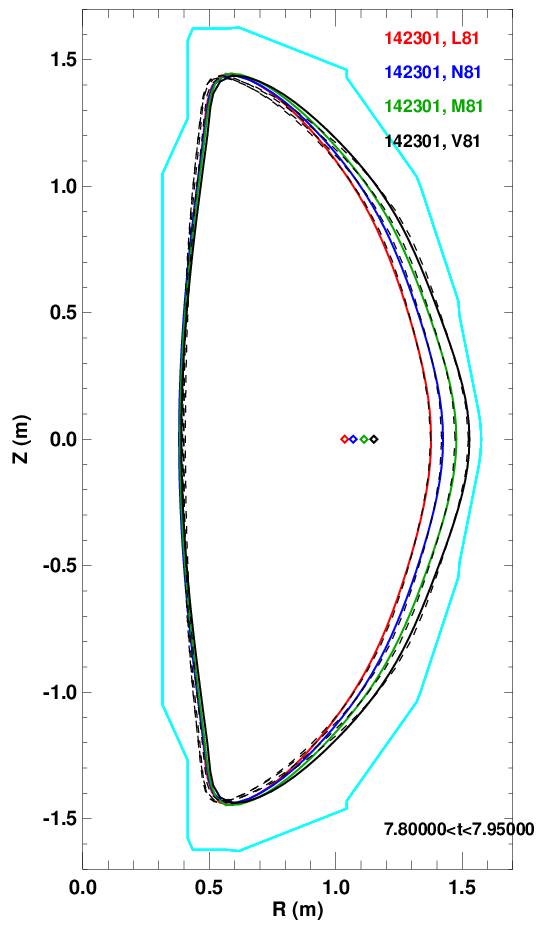 142301, L81
142301, N81
142301, M81
142301, V81
1.5
1.0
0.5
0.0
-0.5
-1.0
-1.5
Z (m)
7.80000<t<7.95000
0.0 0.5 1.0 1.5
R (m)